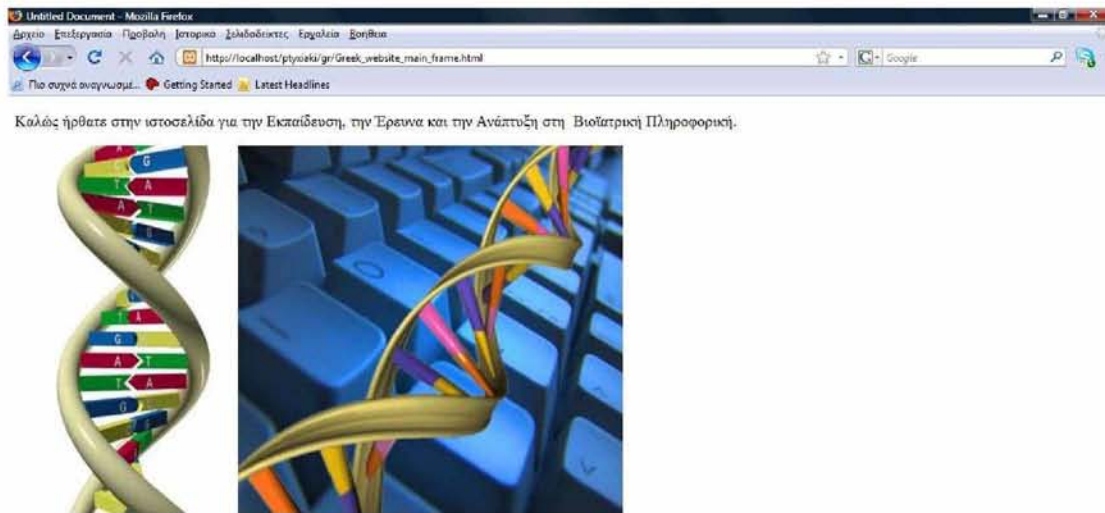 Untitled Document - Mozilla Firefox
Αρχείο Επεξεργασία Προβολή Ιστορικό Σελιδοδείκτες Εργαλεία Βοήθεια
http://localhost/ptyxiaki/gr/Greek_website_main_frame.html
Google
Πιο συχνά αναγνωσμέ... Getting Started Latest Headlines
Καλώς ήρθατε στην ιστοσελίδα για την Εκπαίδευση, την Έρευνα και την Ανάπτυξη στη Βιοϊατρική Πληροφορική.
A
G
T A
A T
G
T A
G
A T
T A
G